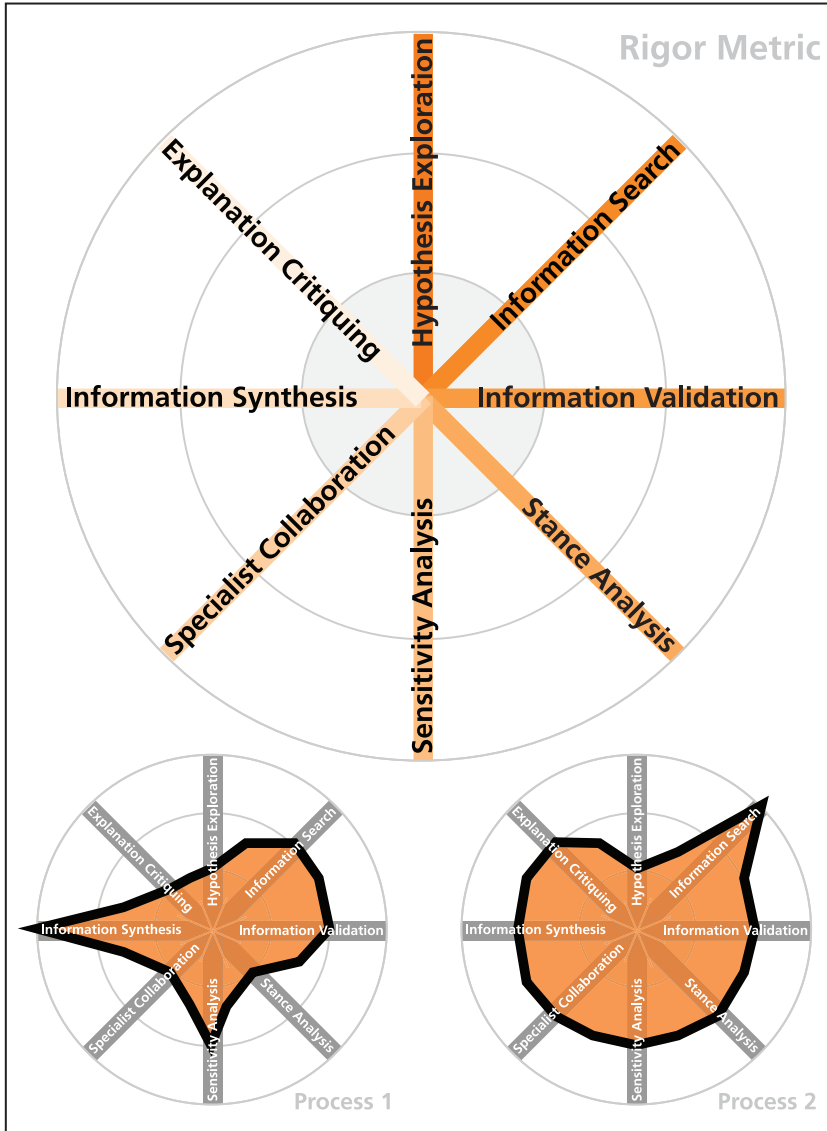 Rigor Metric
Hypothesis Exploration
Information Search
Information Validation
Stance Analysis
Sensitivity Analysis
Specialist Collaboration
Information Synthesis
Explanation Critiquing
Hypothesis Exploration
Information Search
Information Validation
Stance Analysis
Sensitivity Analysis
Specialist Collaboration
Information Synthesis
Explanation Critiquing
Process 1
Hypothesis Exploration
Information Search
Information Validation
Stance Analysis
Sensitivity Analysis
Specialist Collaboration
Information Synthesis
Explanation Critiquing
Process 2